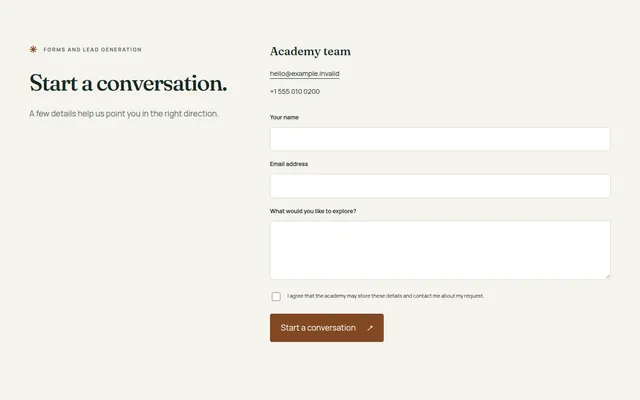 FORMS AND LEAD GENERATION
Start a conversation.
A few details help us point you in the right direction.
Academy team
hello@example.invalid
+1 555 010 0200
Your name
Email address
What would you like to explore?
I agree that the academy may store these details and contact me about my request.
Start a conversation ↗